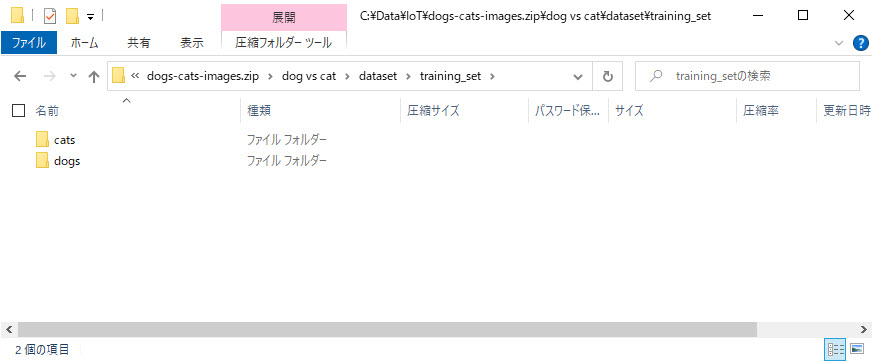 展開
C:¥Data¥IoT¥dogs-cats-images.zip¥dog vs cat¥dataset¥training_set
ファイル ホーム 共有 表示 圧縮フォルダー ツール
« dogs-cats-images.zip > dog vs cat > dataset > training_set >
training_setの検索
名前 種類 圧縮サイズ パスワード保... サイズ 圧縮率 更新日時
cats ファイル フォルダー
dogs ファイル フォルダー
2 個の項目